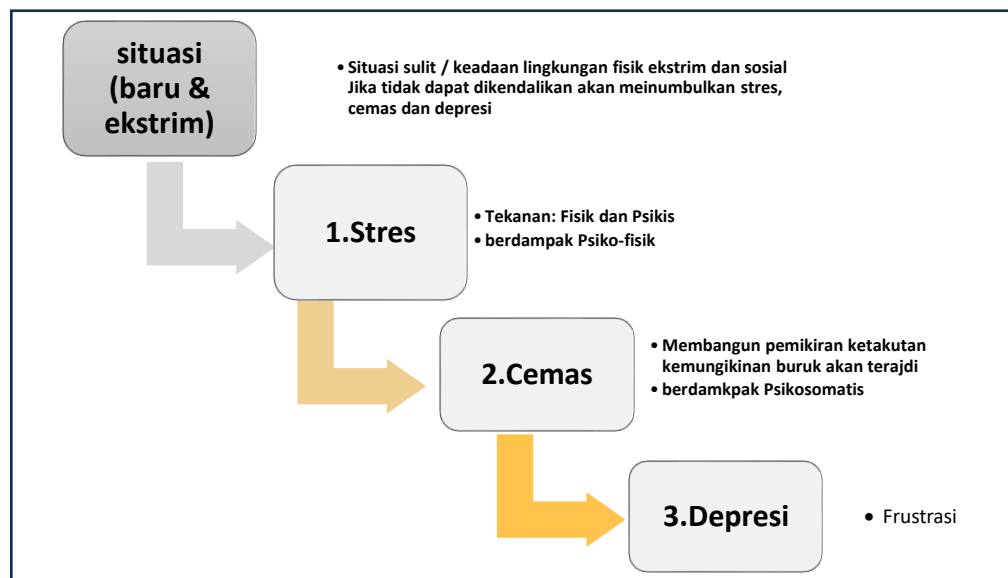 situasi
(baru &
ekstrim)
• Situasi sulit / keadaan lingkungan fisik ekstrim dan sosial
Jika tidak dapat dikendalikan akan meinumbulkan stres,
cemas dan depresi
1.Stres
• Tekanan: Fisik dan Psikis
• berdampak Psiko-fisik
2.Cemas
• Membangun pemikiran ketakutan
kemungikinan buruk akan terajdi
• berdamkpak Psikosomatis
3.Depresi
• Frustrasi